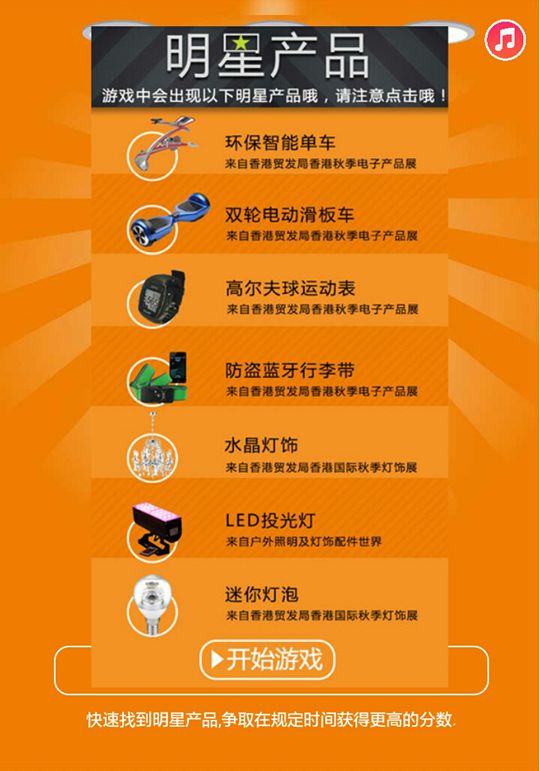 明星产品
游戏中会出现以下明星产品哦，请注意点击哦！
环保智能单车
来自香港贸发局香港秋季电子产品展
双轮电动滑板车
来自香港贸发局香港秋季电子产品展
高尔夫球运动表
来自香港贸发局香港秋季电子产品展
防盗蓝牙行李带
来自香港贸发局香港秋季电子产品展
水晶灯饰
来自香港贸发局香港国际秋季灯饰展
LED投光灯
来自户外照明及灯饰配件世界
迷你灯泡
来自香港贸发局香港国际秋季灯饰展
开始游戏
快速找到明星产品,争取在规定时间获得更高的分数.